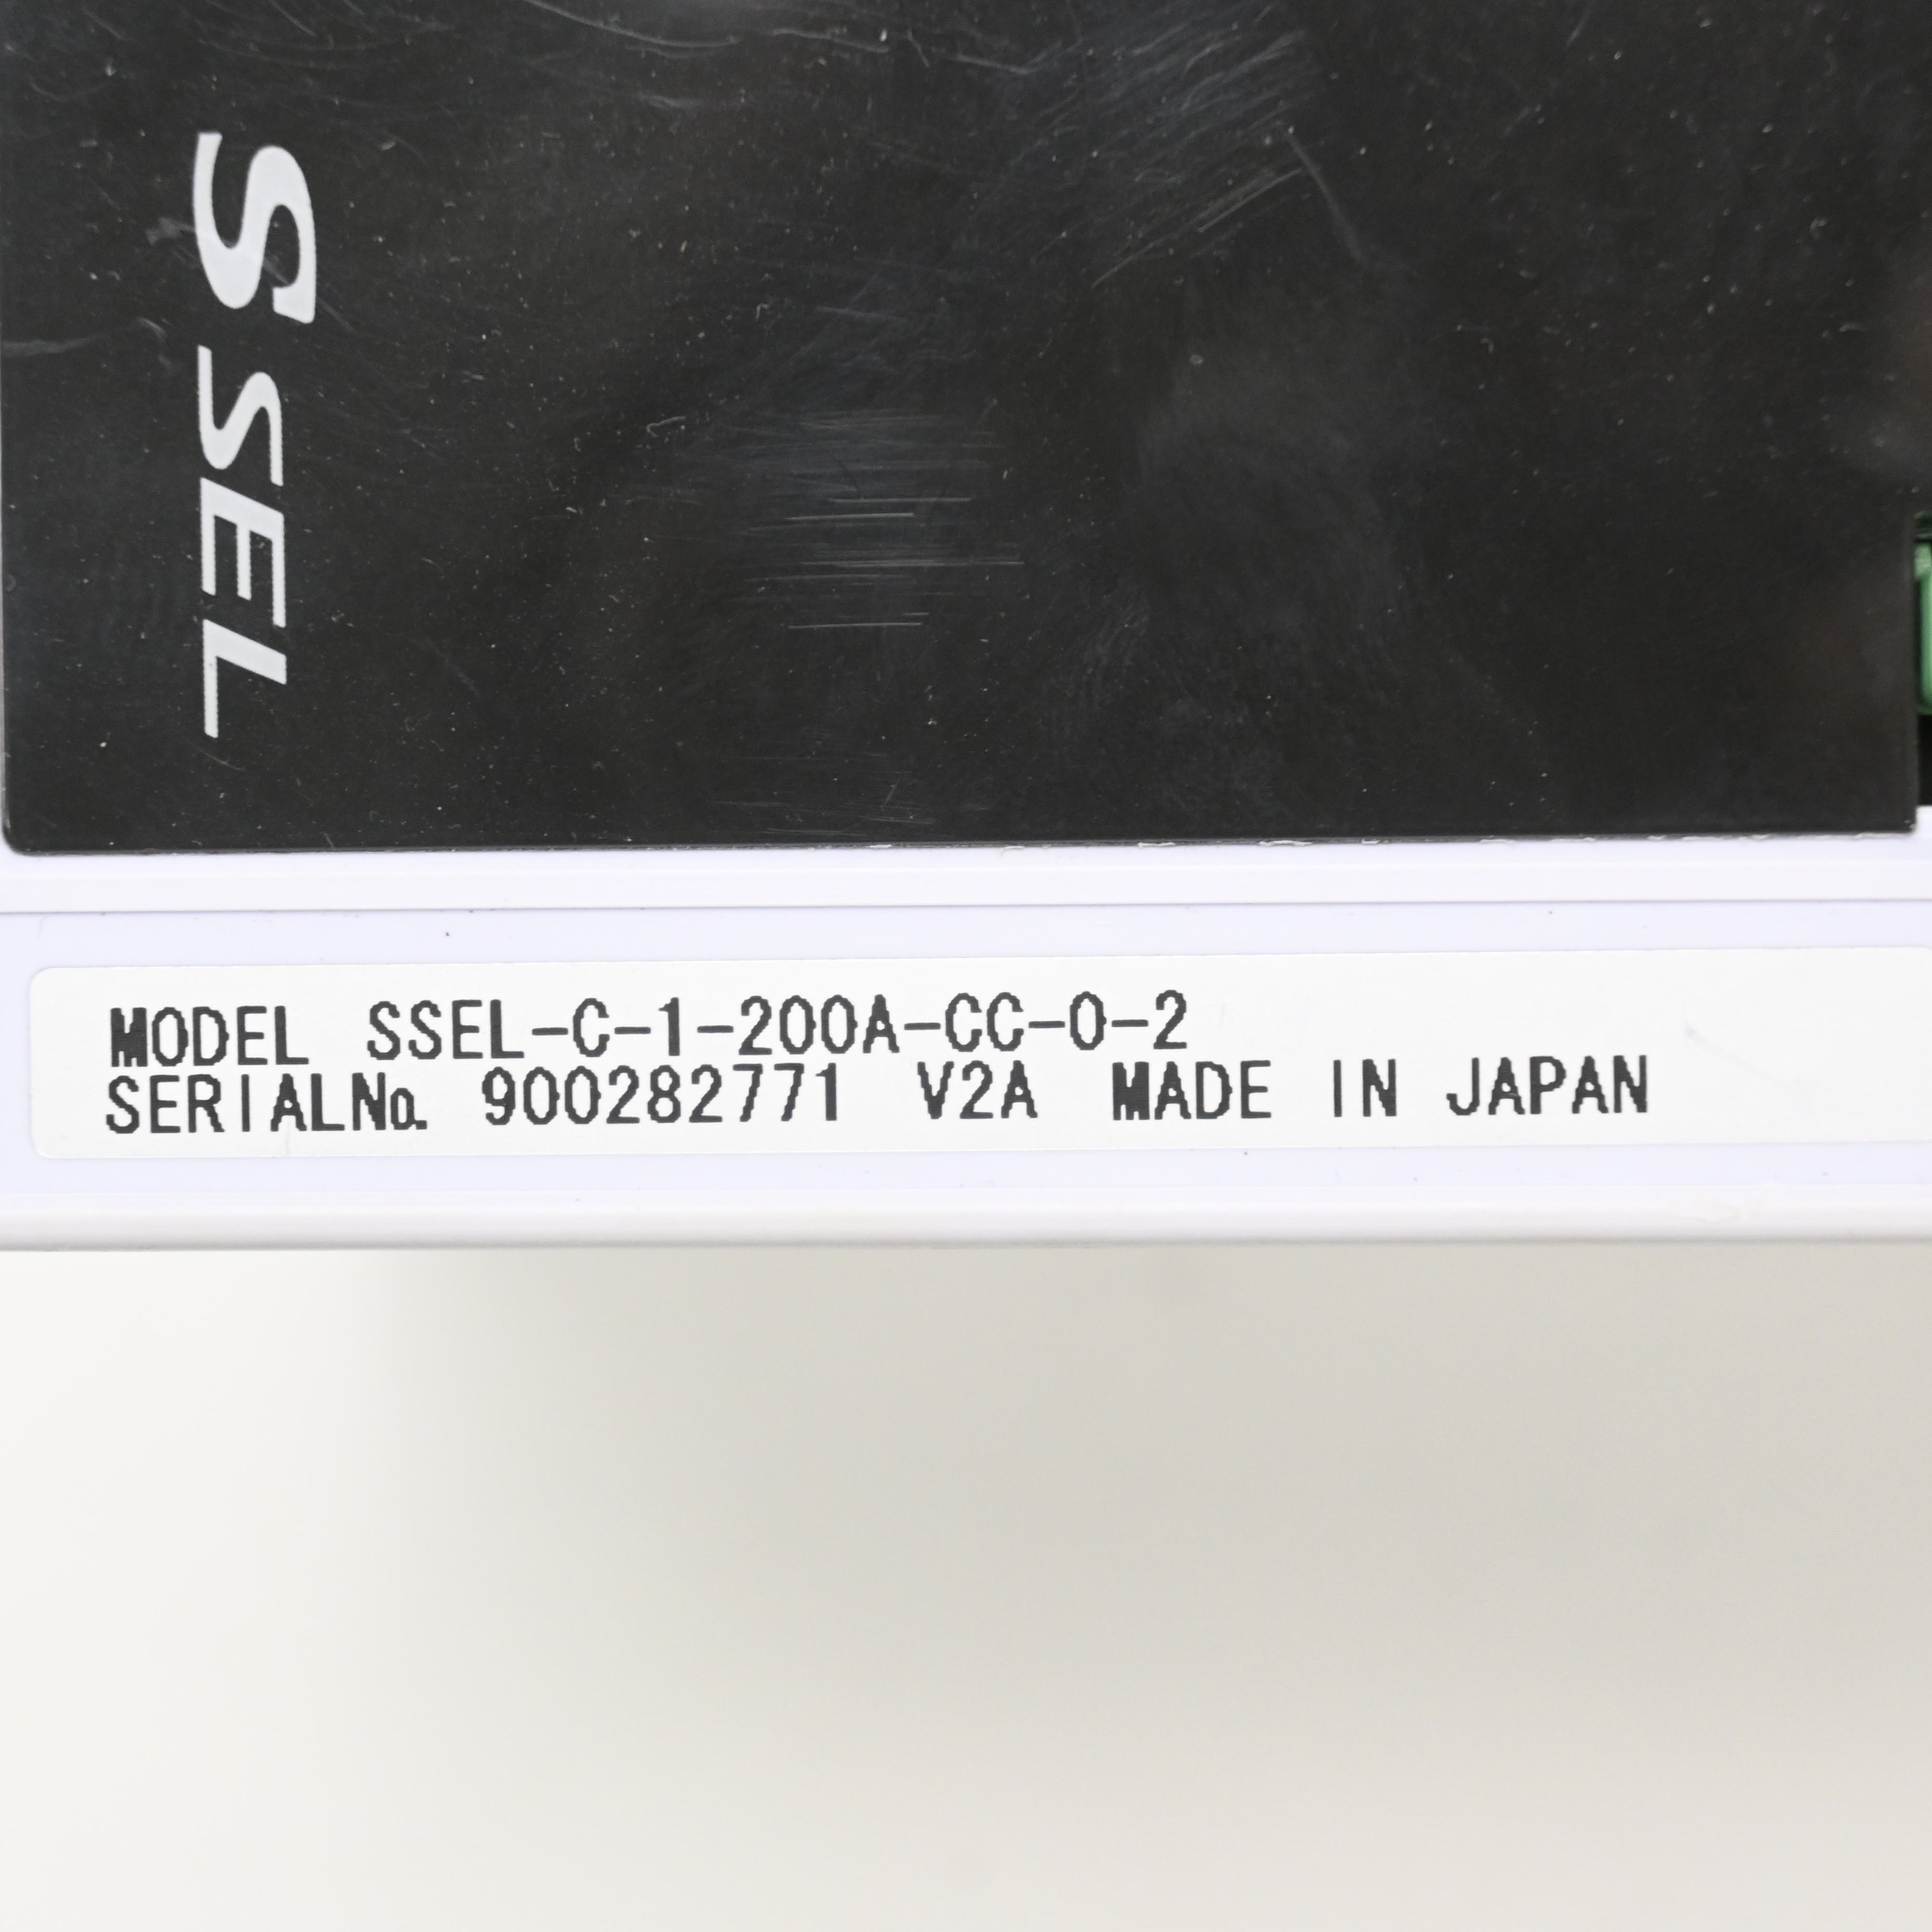 SSEL
MODEL SSEL-C-1-200A-CC-0-2
SERIALNo. 900282771 V2A MADE IN JAPAN